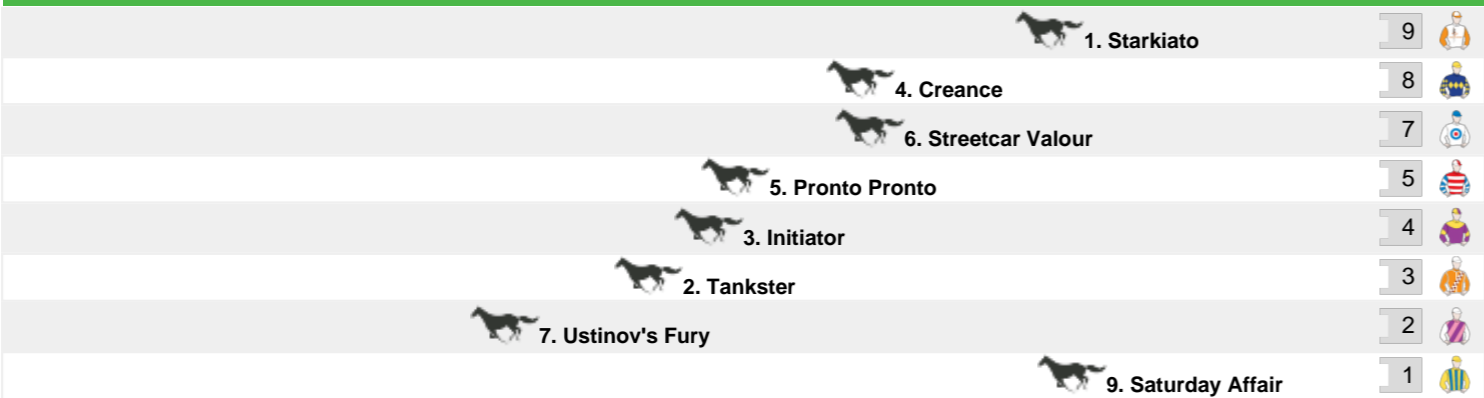 1. Starkiato 9
4. Creance 8
6. Streetcar Valour 7
5. Pronto Pronto 5
3. Initiator 4
2. Tankster 3
7. Ustinov's Fury 2
9. Saturday Affair 1